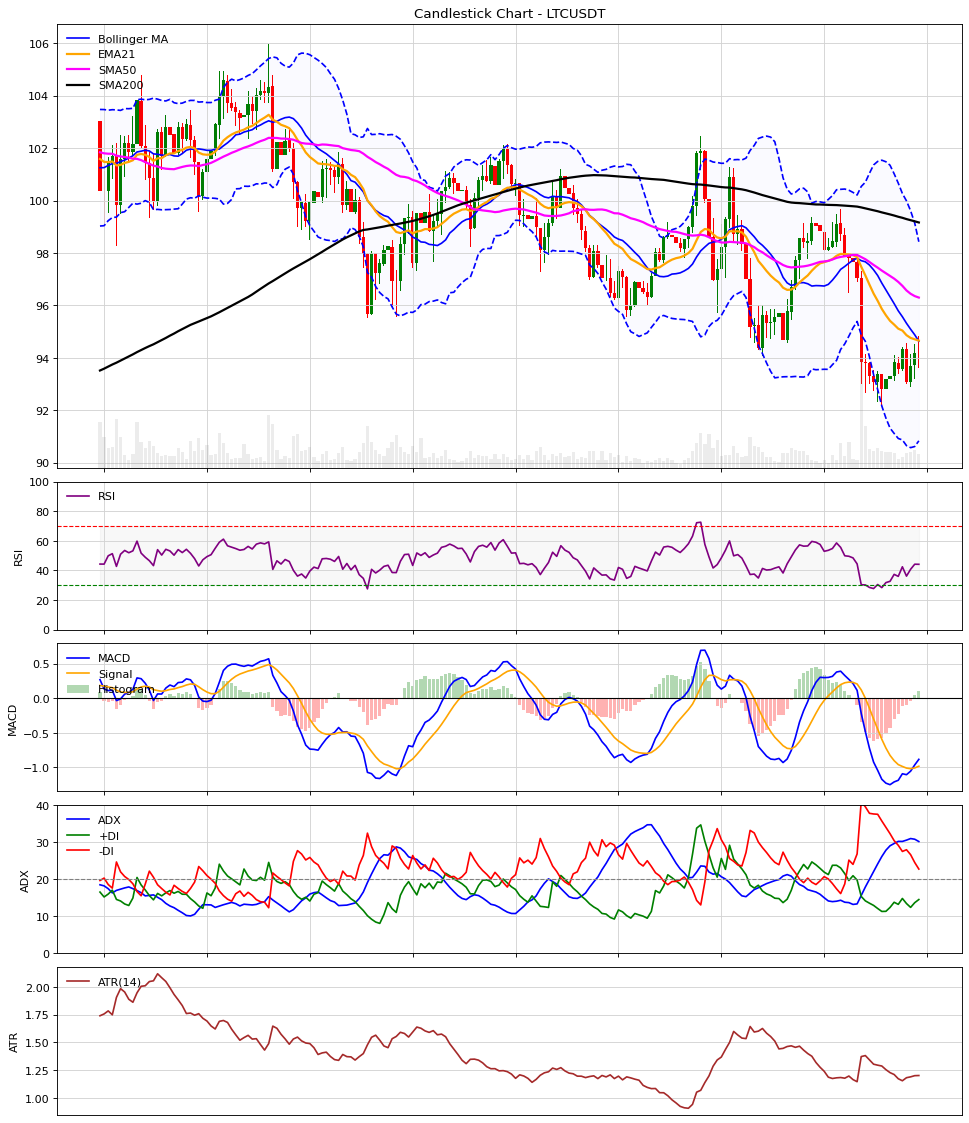 Candlestick Chart - LTCUSDT
Bollinger MA
EMA21
SMA50
SMA200
106
104
102
100
98
96
94
92
90
RSI
RSI
100
80
60
40
20
0
MACD
Signal
Histogram
MACD
0.5
0.0
−0.5
−1.0
ADX
+DI
-DI
ADX
40
30
20
10
0
ATR(14)
ATR
2.00
1.75
1.50
1.25
1.00